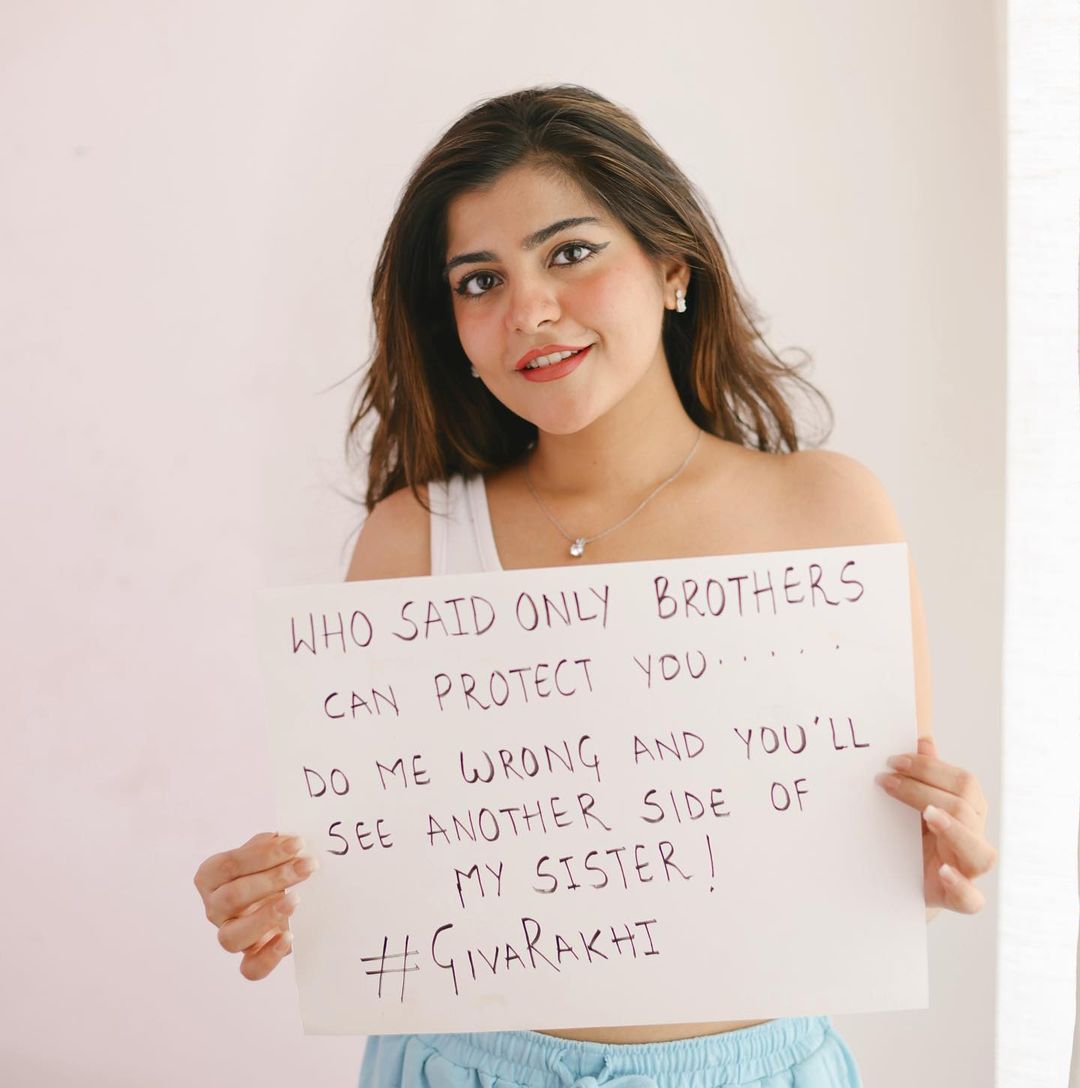 WHO SAID ONLY BROTHERS
CAN PROTECT YOU.....
DO ME WRONG AND YOU'LL
SEE ANOTHER SIDE OF
MY SISTER!
#GIVARAKHI